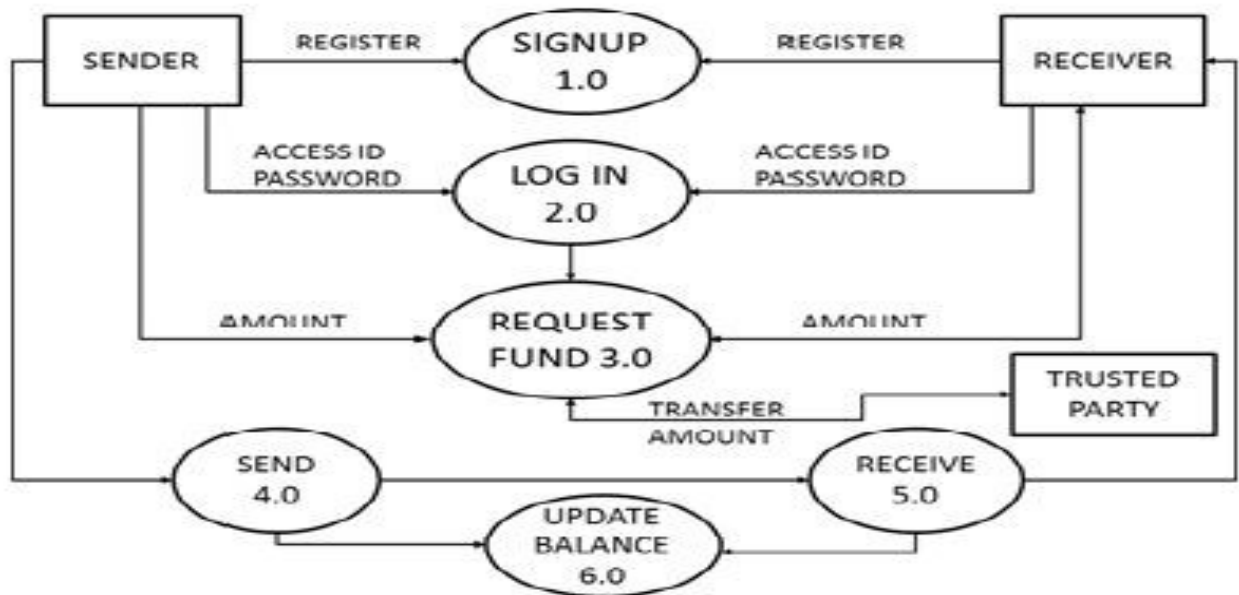 SENDER
REGISTER
SIGNUP
1.0
REGISTER
RECEIVER
ACCESS ID
PASSWORD
LOG IN
2.0
ACCESS ID
PASSWORD
AMOUNT
REQUEST
FUND 3.0
AMOUNT
TRUSTED
PARTY
TRANSFER
AMOUNT
SEND
4.0
RECEIVE
5.0
UPDATE
BALANCE
6.0